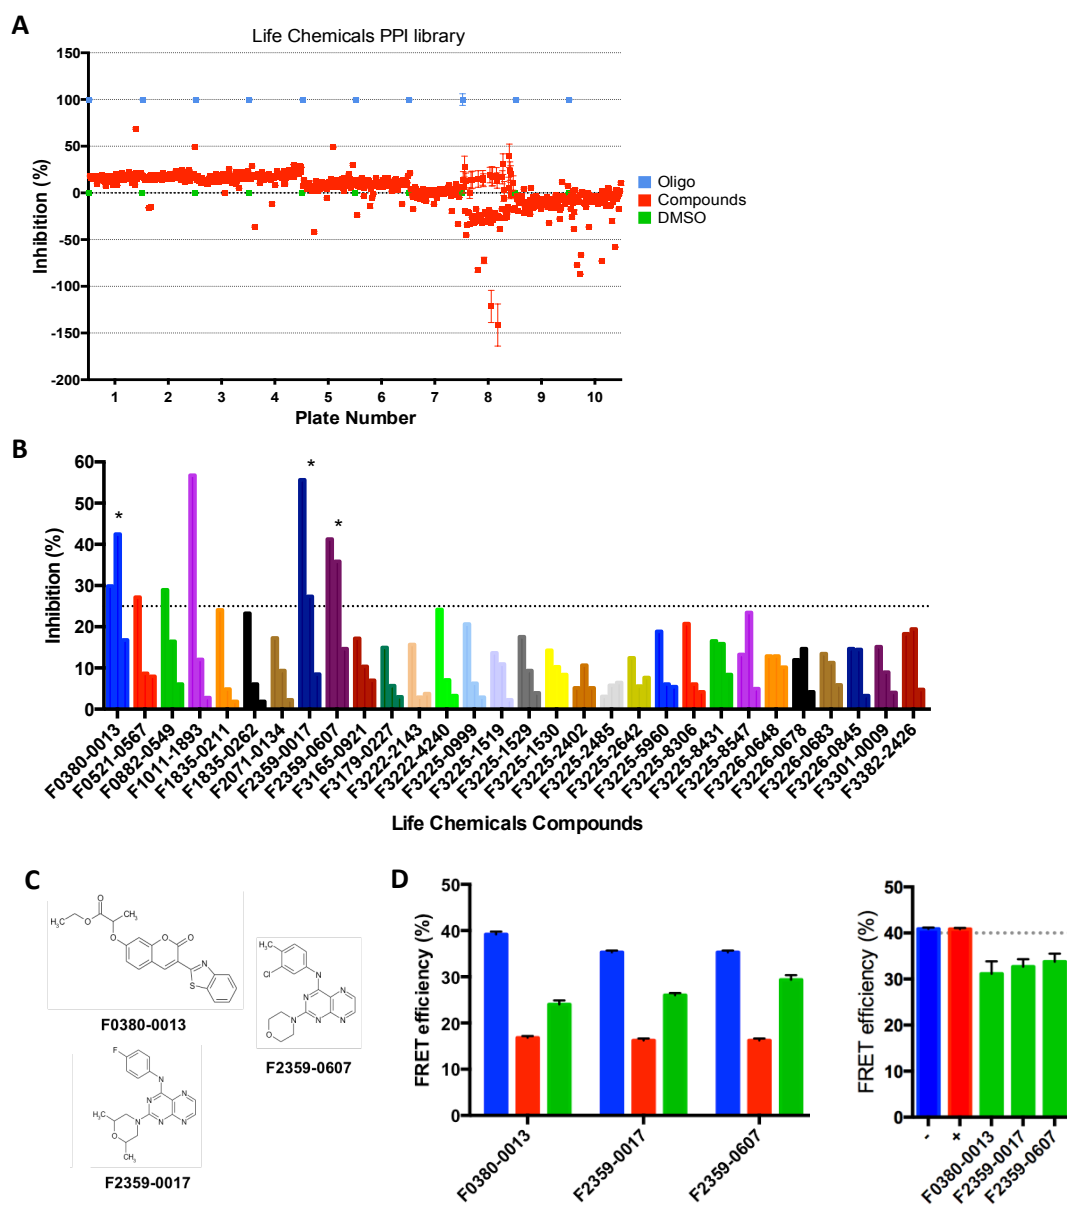 A
Life Chemicals PPI library
150
100
50
0
-50
-100
-150
-200
Inhibition (%)
1 2 3 4 5 6 7 8 9 10
Plate Number
Oligo
Compounds
DMSO
B
60
50
40
30
20
10
0
Inhibition (%)
* * *
F0380-0013
F0521-0567
F0882-0549
F1011-1893
F1835-0211
F1835-0262
F2071-0134
F2359-0017
F2359-0607
F3165-0921
F3179-0227
F3222-2143
F3222-4240
F3225-0999
F3225-1519
F3225-1529
F3225-1530
F3225-2402
F3225-2485
F3225-2642
F3225-5960
F3225-8306
F3225-8431
F3225-8547
F3226-0648
F3226-0678
F3226-0683
F3226-0845
F3301-0009
F3382-2426
Life Chemicals Compounds
C
H₃C O O CH₃ O O O N S
F0380-0013
H₃C Cl N N N N N N O
F2359-0607
F N N N N N N H₃C O CH₃
F2359-0017
D
50
40
30
20
10
0
FRET efficiency (%)
F0380-0013
F2359-0017
F2359-0607
50
40
30
20
10
0
FRET efficiency (%)
-
+
F0380-0013
F2359-0017
F2359-0607